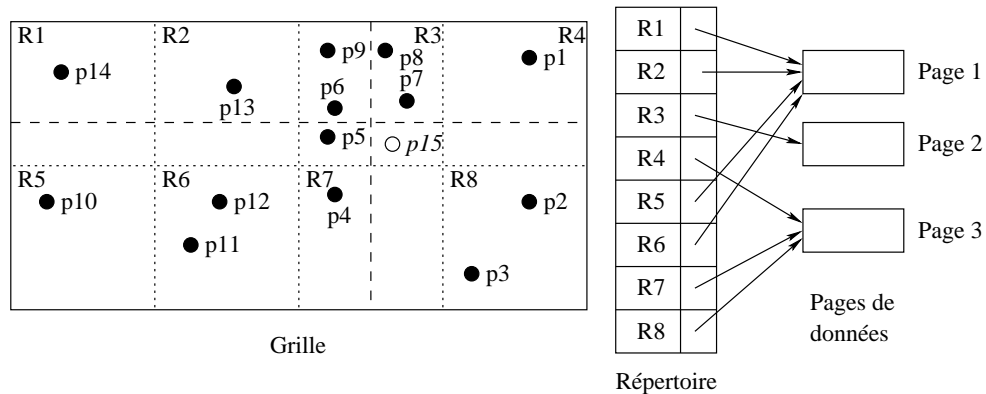 R1
R2
R3
R4
p14
p13
p9
p8
p1
p6
p7
p5
p15
R5
R6
R7
R8
p10
p12
p4
p2
p11
p3
Grille
R1
R2
R3
R4
R5
R6
R7
R8
Répertoire
Page 1
Page 2
Page 3
Pages de
données